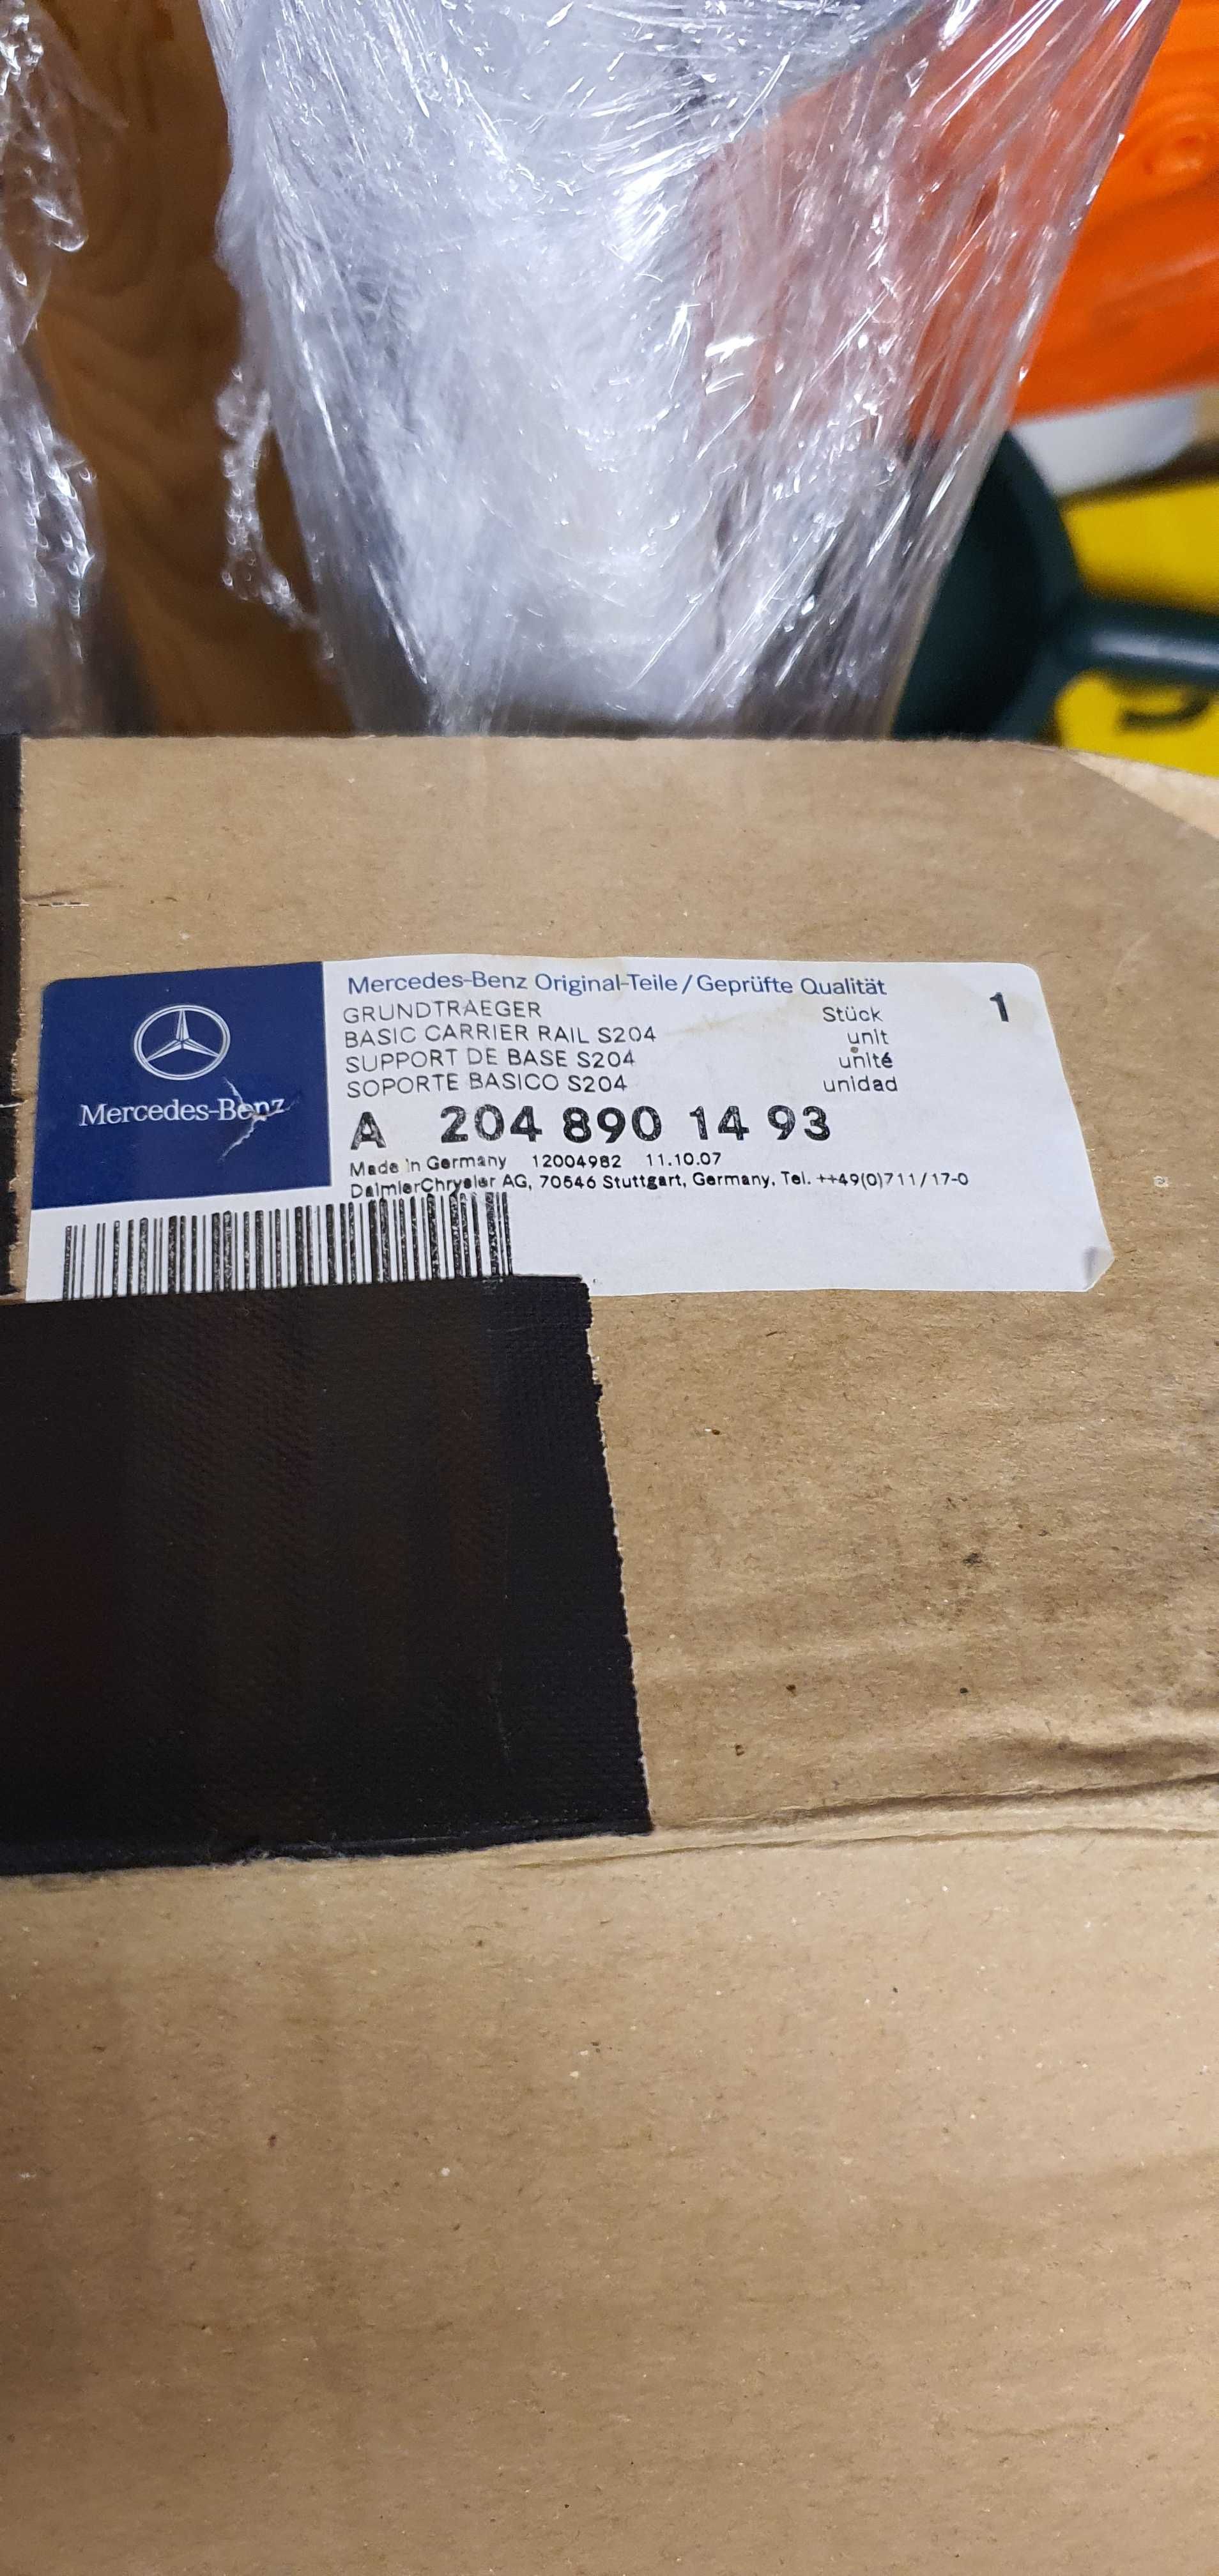 Mercedes-Benz
Mercedes-Benz Original-Teile/Geprüfte Qualität
GRUNDTRAEGER Stück 1
BASIC CARRIER RAIL S204 unit
SUPPORT DE BASE S204 unité
SOPORTE BASICO S204 unidad
A 204 890 14 93
Made in Germany 12004982 11.10.07
DaimlerChrysler AG, 70546 Stuttgart, Germany, Tel. ++49(0)711/17-0